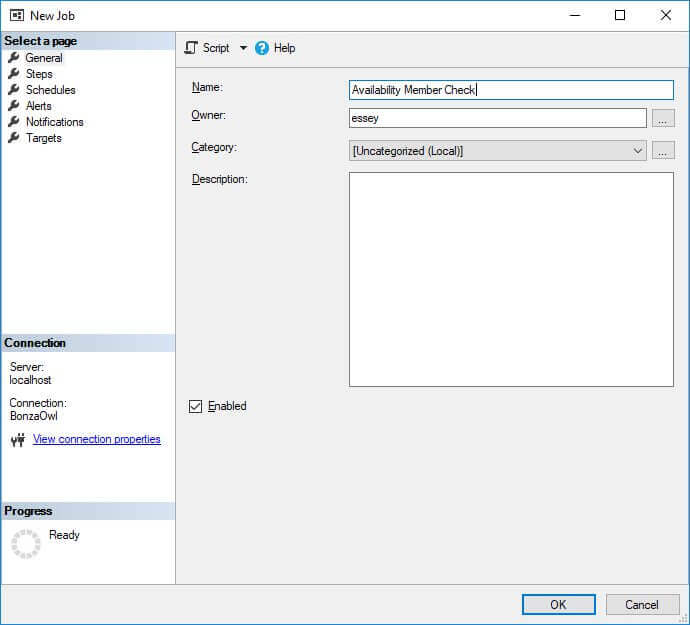 New Job
Select a page
General
Steps
Schedules
Alerts
Notifications
Targets
Script
Help
Name:
Availability Member Check
Owner:
essey
...
Category:
[Uncategorized (Local)]
...
Description:
Enabled
Connection
Server:
localhost
Connection:
BonzaOwl
View connection properties
Progress
Ready
OK
Cancel